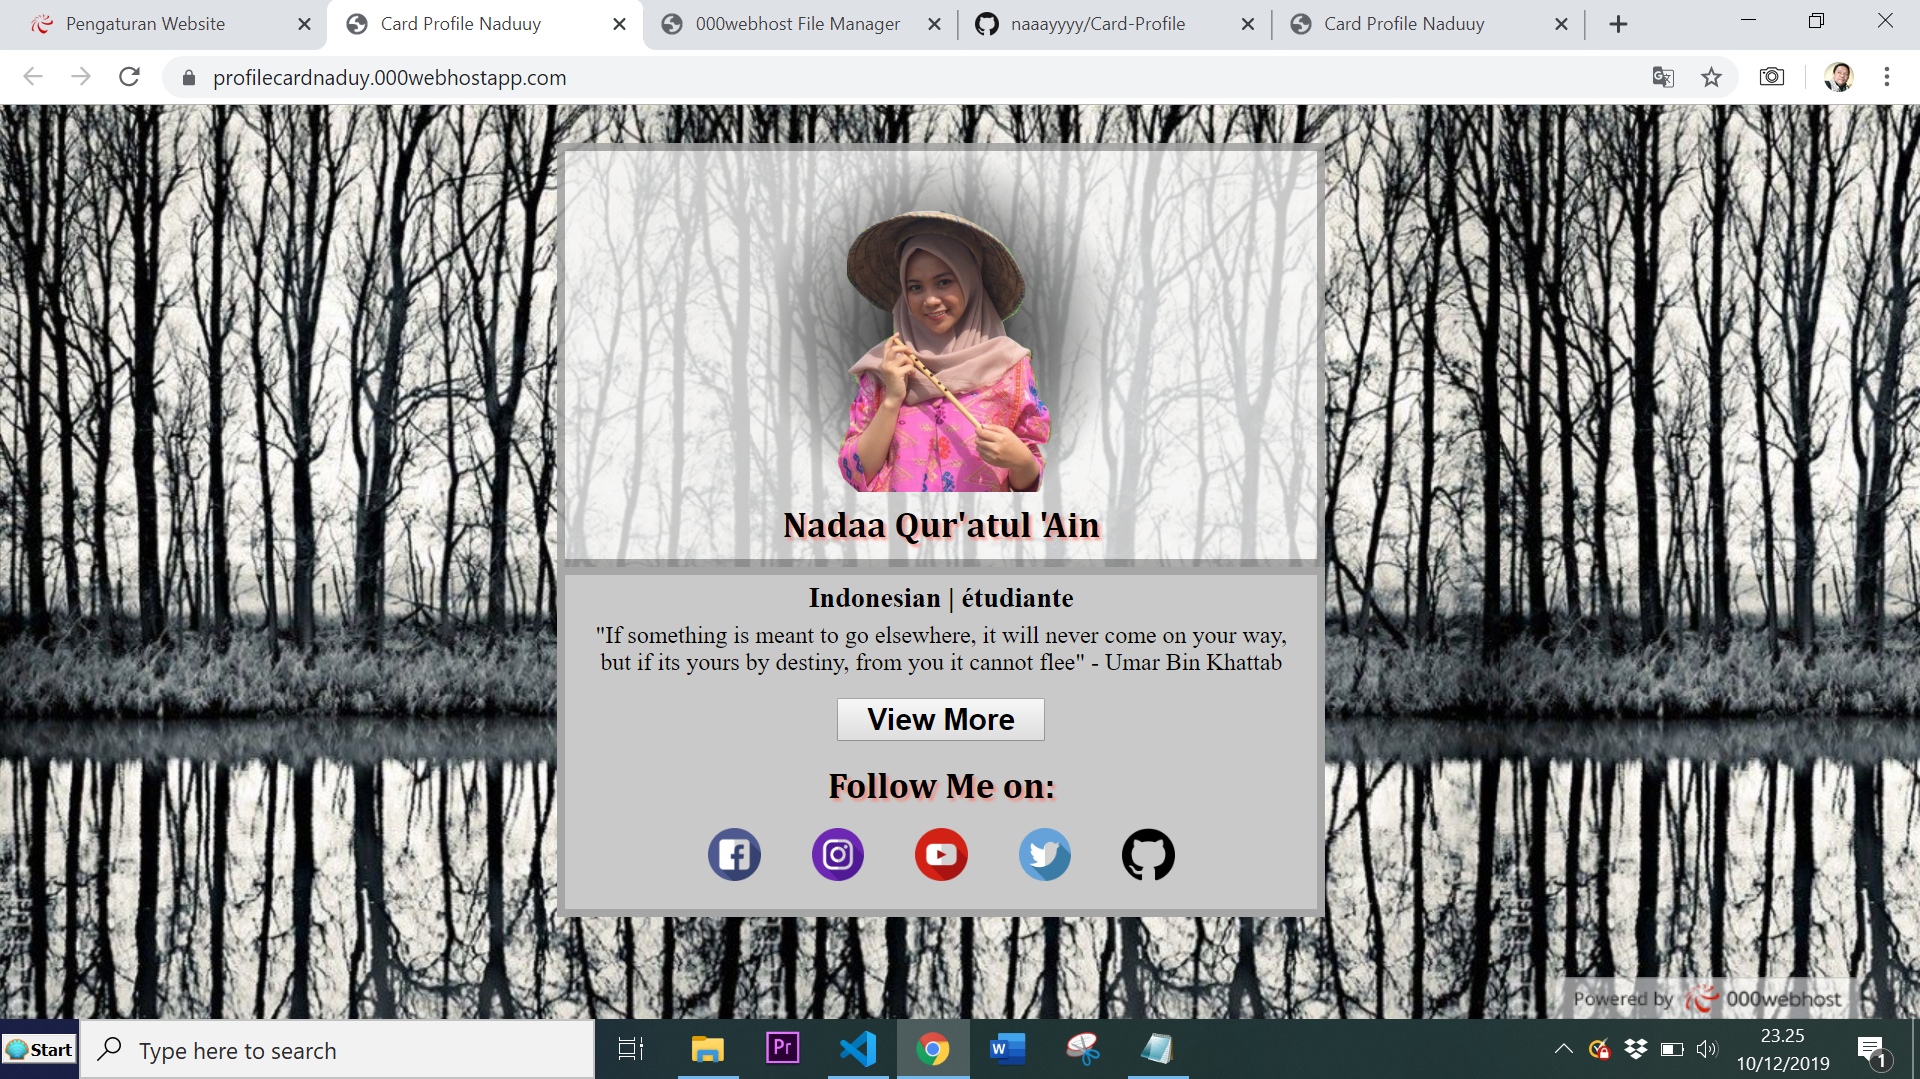 Pengaturan Website
Card Profile Naduuy
000webhost File Manager
naaayyyy/Card-Profile
Card Profile Naduuy
profilecardnaduy.000webhostapp.com
Nadaa Qur'atul 'Ain
Indonesian | étudiante
"If something is meant to go elsewhere, it will never come on your way,
but if its yours by destiny, from you it cannot flee" - Umar Bin Khattab
View More
Follow Me on:
Powered by 000webhost
Start
Type here to search
Pr
W
23.25
10/12/2019
1